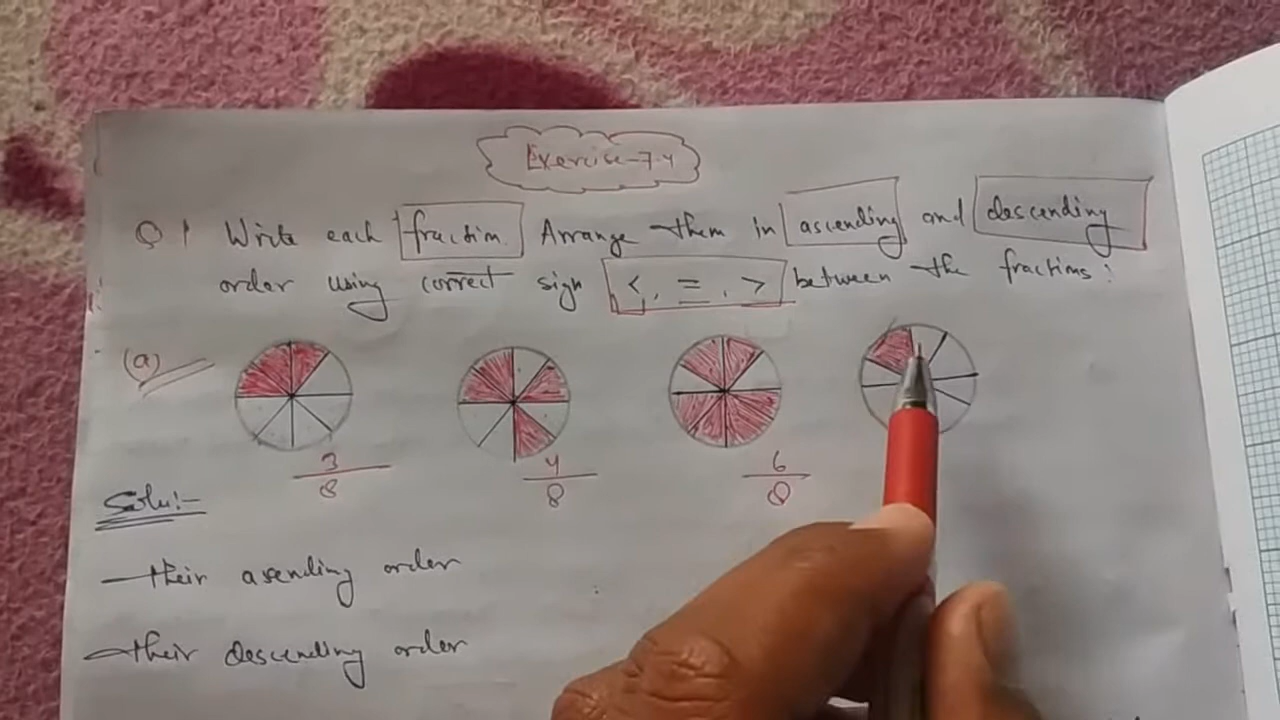 Exercise-7.4
Q 1 Write each fraction. Arrange them in ascending and descending
order using correct sign <, =, > between the fractions:
(a)
3/8 4/8 6/8
Solu:-
their asending order
their descending order